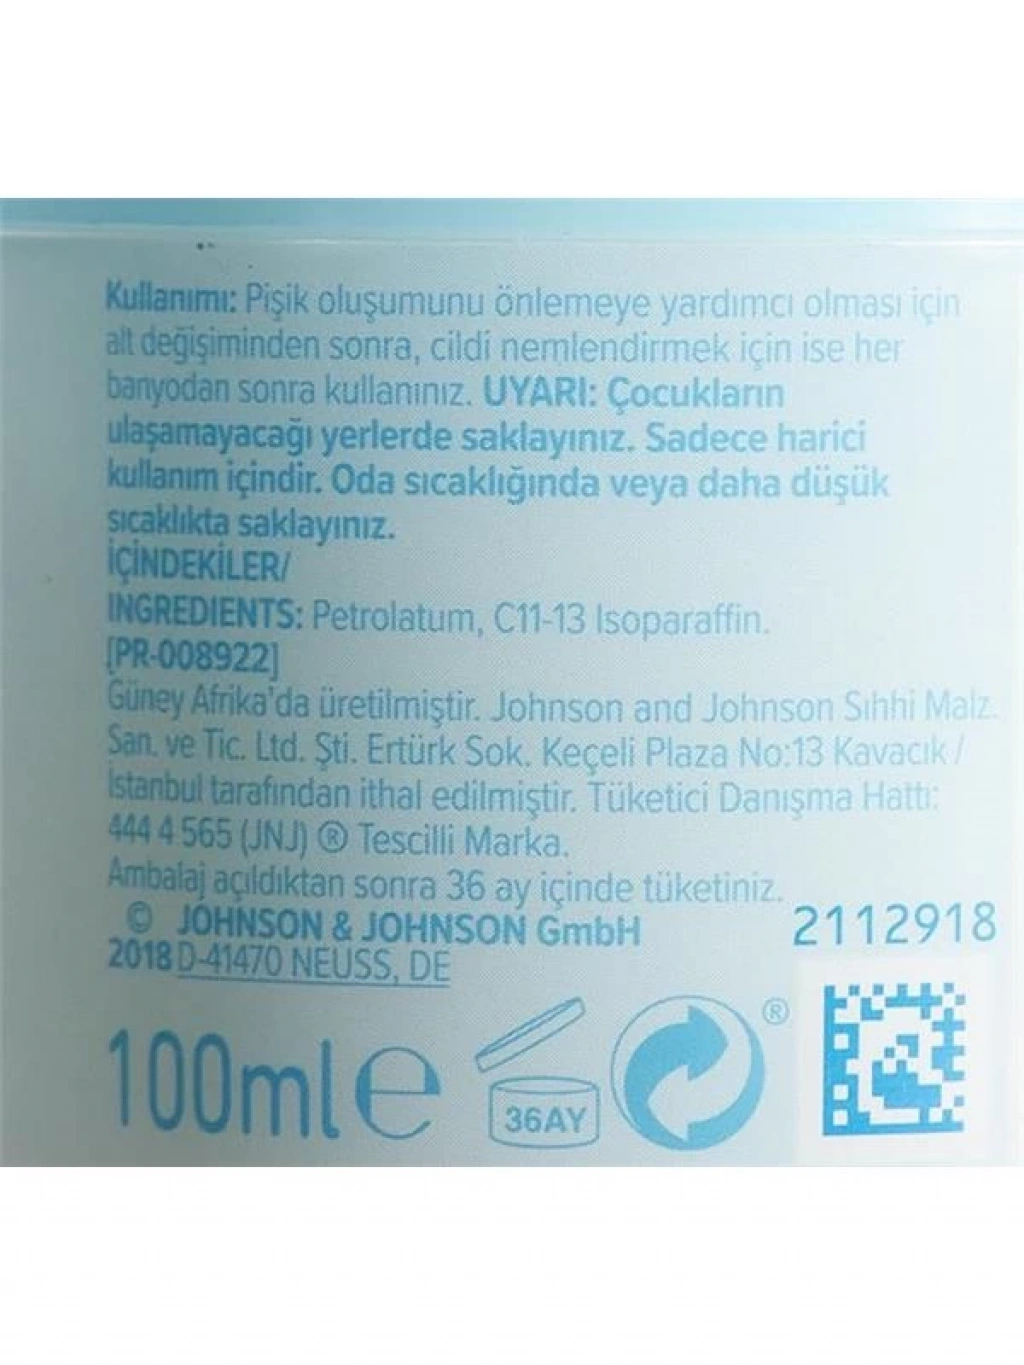 Kullanımı: Pişik oluşumunu önlemeye yardımcı olması için
alt değişiminden sonra, cildi nemlendirmek için ise her
banyodan sonra kullanınız. UYARI: Çocukların
ulaşamayacağı yerlerde saklayınız. Sadece harici
kullanım içindir. Oda sıcaklığında veya daha düşük
sıcaklıkta saklayınız.
İÇİNDEKİLER/
INGREDIENTS: Petrolatum, C11-13 Isoparaffin.
[PR-008922]
Güney Afrika'da üretilmiştir. Johnson and Johnson Sıhhi Malz.
San. ve Tic. Ltd. Şti. Ertürk Sok. Keçeli Plaza No:13 Kavacık /
İstanbul tarafından ithal edilmiştir. Tüketici Danışma Hattı:
444 4 565 (JNJ) ® Tescilli Marka.
Ambalaj açıldıktan sonra 36 ay içinde tüketiniz.
© JOHNSON & JOHNSON GmbH 2112918
2018 D-41470 NEUSS, DE
100ml e 36AY ®